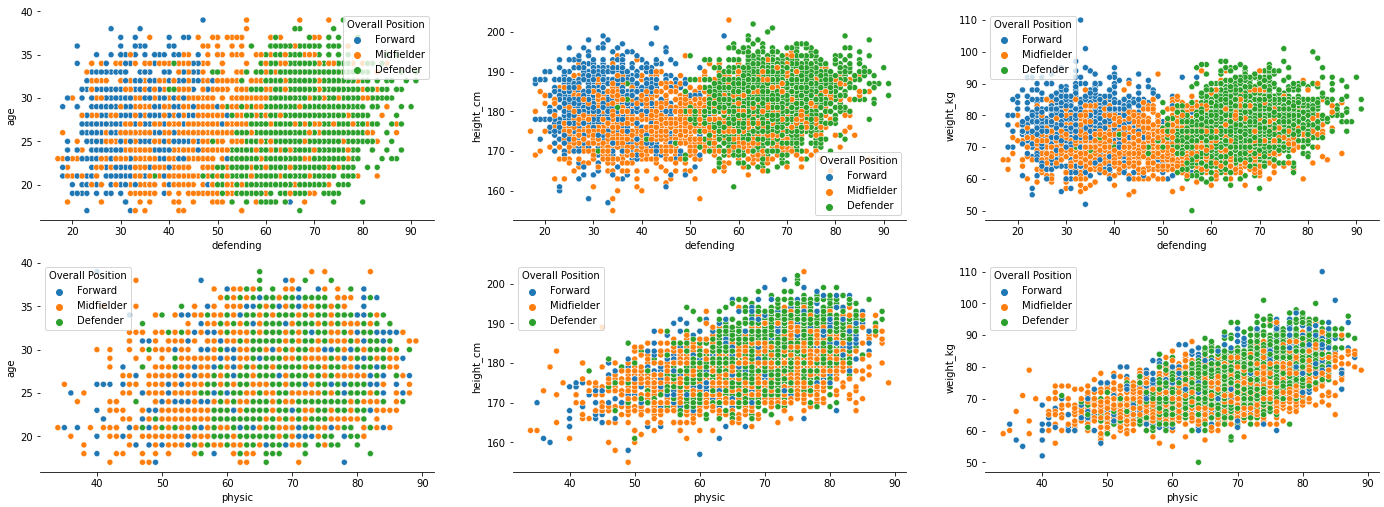 40
35
30
25
20
age
20 30 40 50 60 70 80 90
defending
Overall Position
Forward
Midfielder
Defender
200
190
180
170
160
height_cm
20 30 40 50 60 70 80 90
defending
Overall Position
Forward
Midfielder
Defender
110
100
90
80
70
60
50
weight_kg
20 30 40 50 60 70 80 90
defending
Overall Position
Forward
Midfielder
Defender
40
35
30
25
20
age
40 50 60 70 80 90
physic
Overall Position
Forward
Midfielder
Defender
200
190
180
170
160
height_cm
40 50 60 70 80 90
physic
Overall Position
Forward
Midfielder
Defender
110
100
90
80
70
60
50
weight_kg
40 50 60 70 80 90
physic
Overall Position
Forward
Midfielder
Defender